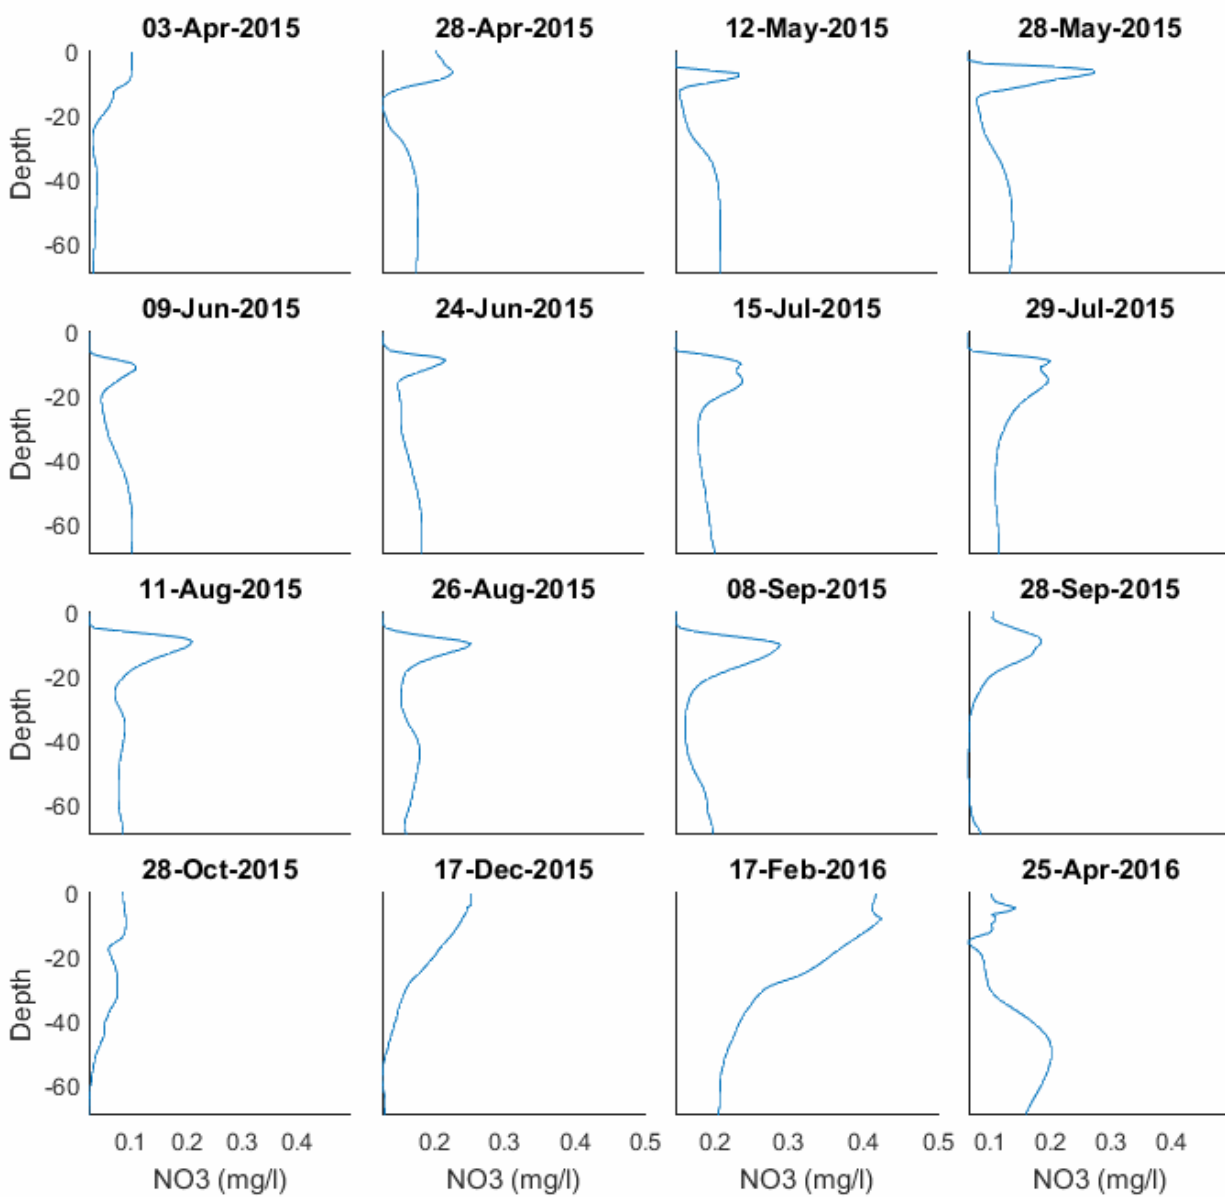 03-Apr-2015 28-Apr-2015 12-May-2015 28-May-2015
0
-20
-40
-60
Depth
09-Jun-2015 24-Jun-2015 15-Jul-2015 29-Jul-2015
0
-20
-40
-60
Depth
11-Aug-2015 26-Aug-2015 08-Sep-2015 28-Sep-2015
0
-20
-40
-60
Depth
28-Oct-2015 17-Dec-2015 17-Feb-2016 25-Apr-2016
0
-20
-40
-60
Depth
0.1 0.2 0.3 0.4 0.2 0.3 0.4 0.5 0.2 0.3 0.4 0.5 0.1 0.2 0.3 0.4
NO3 (mg/l) NO3 (mg/l) NO3 (mg/l) NO3 (mg/l)